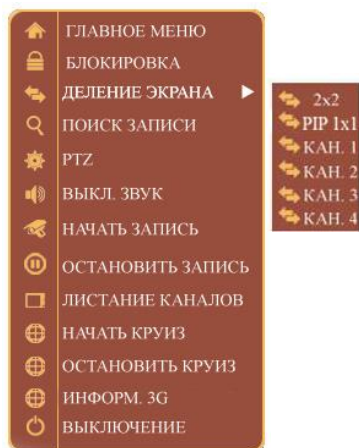 ГЛАВНОЕ МЕНЮ
БЛОКИРОВКА
ДЕЛЕНИЕ ЭКРАНА
ПОИСК ЗАПИСИ
PTZ
ВЫКЛ. ЗВУК
НАЧАТЬ ЗАПИСЬ
ОСТАНОВИТЬ ЗАПИСЬ
ЛИСТАНИЕ КАНАЛОВ
НАЧАТЬ КРУИЗ
ОСТАНОВИТЬ КРУИЗ
ИНФОРМ. 3G
ВЫКЛЮЧЕНИЕ
2x2
PIP 1x1
КАН. 1
КАН. 2
КАН. 3
КАН. 4